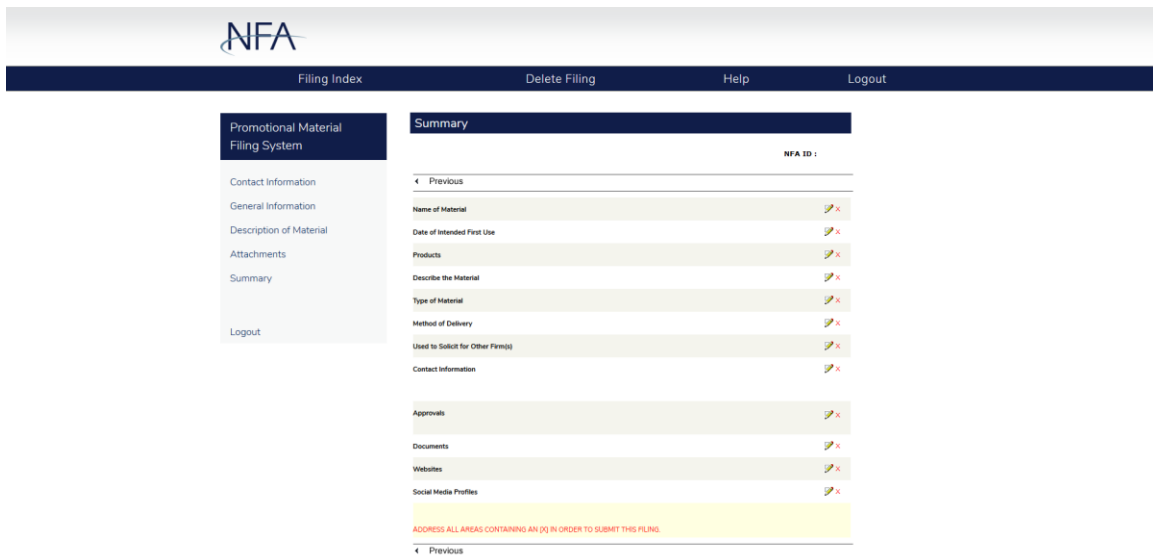 NFA
Filing Index Delete Filing Help Logout
Promotional Material
Filing System
Contact Information
General Information
Description of Material
Attachments
Summary
Logout
Summary
NFA ID :
Previous
Name of Material X
Date of Intended First Use X
Products X
Describe the Material X
Type of Material X
Method of Delivery X
Used to Solicit for Other Firm(s) X
Contact Information X
Approvals X
Documents X
Websites X
Social Media Profiles X
ADDRESS ALL AREAS CONTAINING AN [X] IN ORDER TO SUBMIT THIS FILING.
Previous